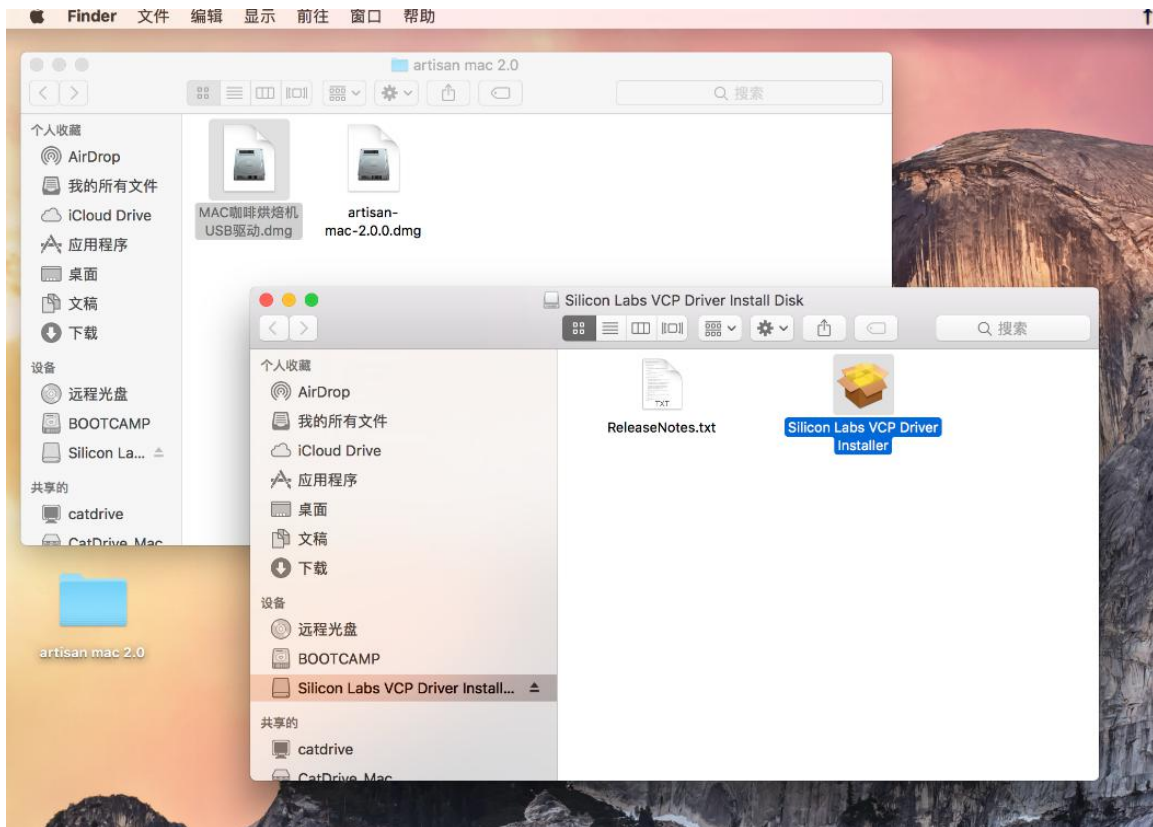 Finder 文件 编辑 显示 前往 窗口 帮助
artisan mac 2.0
搜索
个人收藏
AirDrop
我的所有文件
iCloud Drive
应用程序
桌面
文稿
下载
设备
远程光盘
BOOTCAMP
Silicon La...
共享的
catdrive
CatDrive Mac
MAC咖啡烘焙机
USB驱动.dmg
artisan-
mac-2.0.0.dmg
Silicon Labs VCP Driver Install Disk
搜索
个人收藏
AirDrop
我的所有文件
iCloud Drive
应用程序
桌面
文稿
下载
设备
远程光盘
BOOTCAMP
Silicon Labs VCP Driver Install...
共享的
catdrive
CatDrive Mac
TXT
ReleaseNotes.txt
Silicon Labs VCP Driver
Installer
artisan mac 2.0